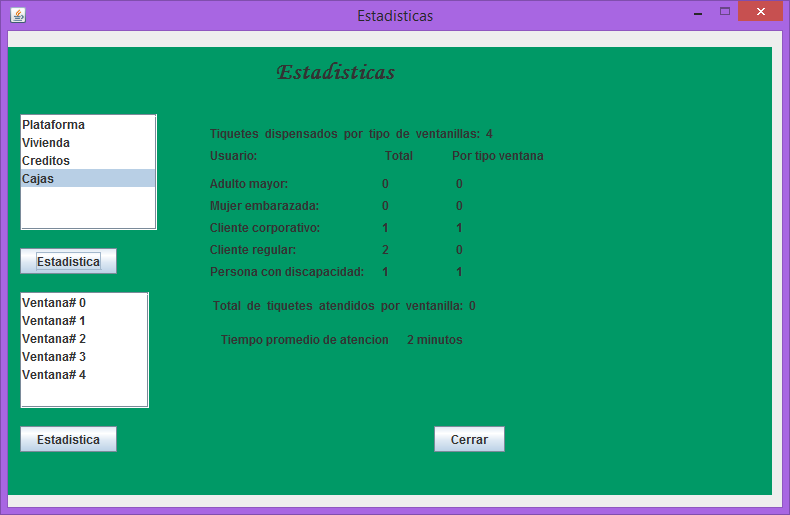 Estadisticas
Estadisticas
Plataforma
Vivienda
Creditos
Cajas
Estadistica
Ventana# 0
Ventana# 1
Ventana# 2
Ventana# 3
Ventana# 4
Estadistica
Tiquetes dispensados por tipo de ventanillas: 4
Usuario: Total Por tipo ventana
Adulto mayor: 0 0
Mujer embarazada: 0 0
Cliente corporativo: 1 1
Cliente regular: 2 0
Persona con discapacidad: 1 1
Total de tiquetes atendidos por ventanilla: 0
Tiempo promedio de atencion 2 minutos
Cerrar